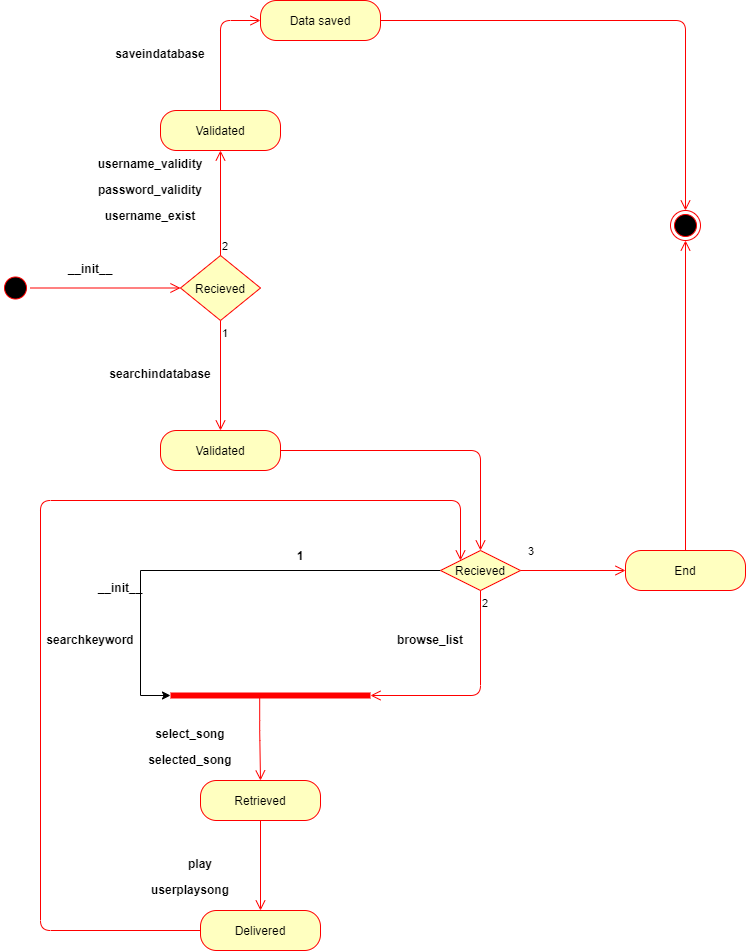 Data saved
saveindatabase
Validated
username_validity
password_validity
username_exist
2
__init__
Recieved
1
searchindatabase
Validated
1
3
Recieved
End
__init__
2
searchkeyword
browse_list
select_song
selected_song
Retrieved
play
userplaysong
Delivered